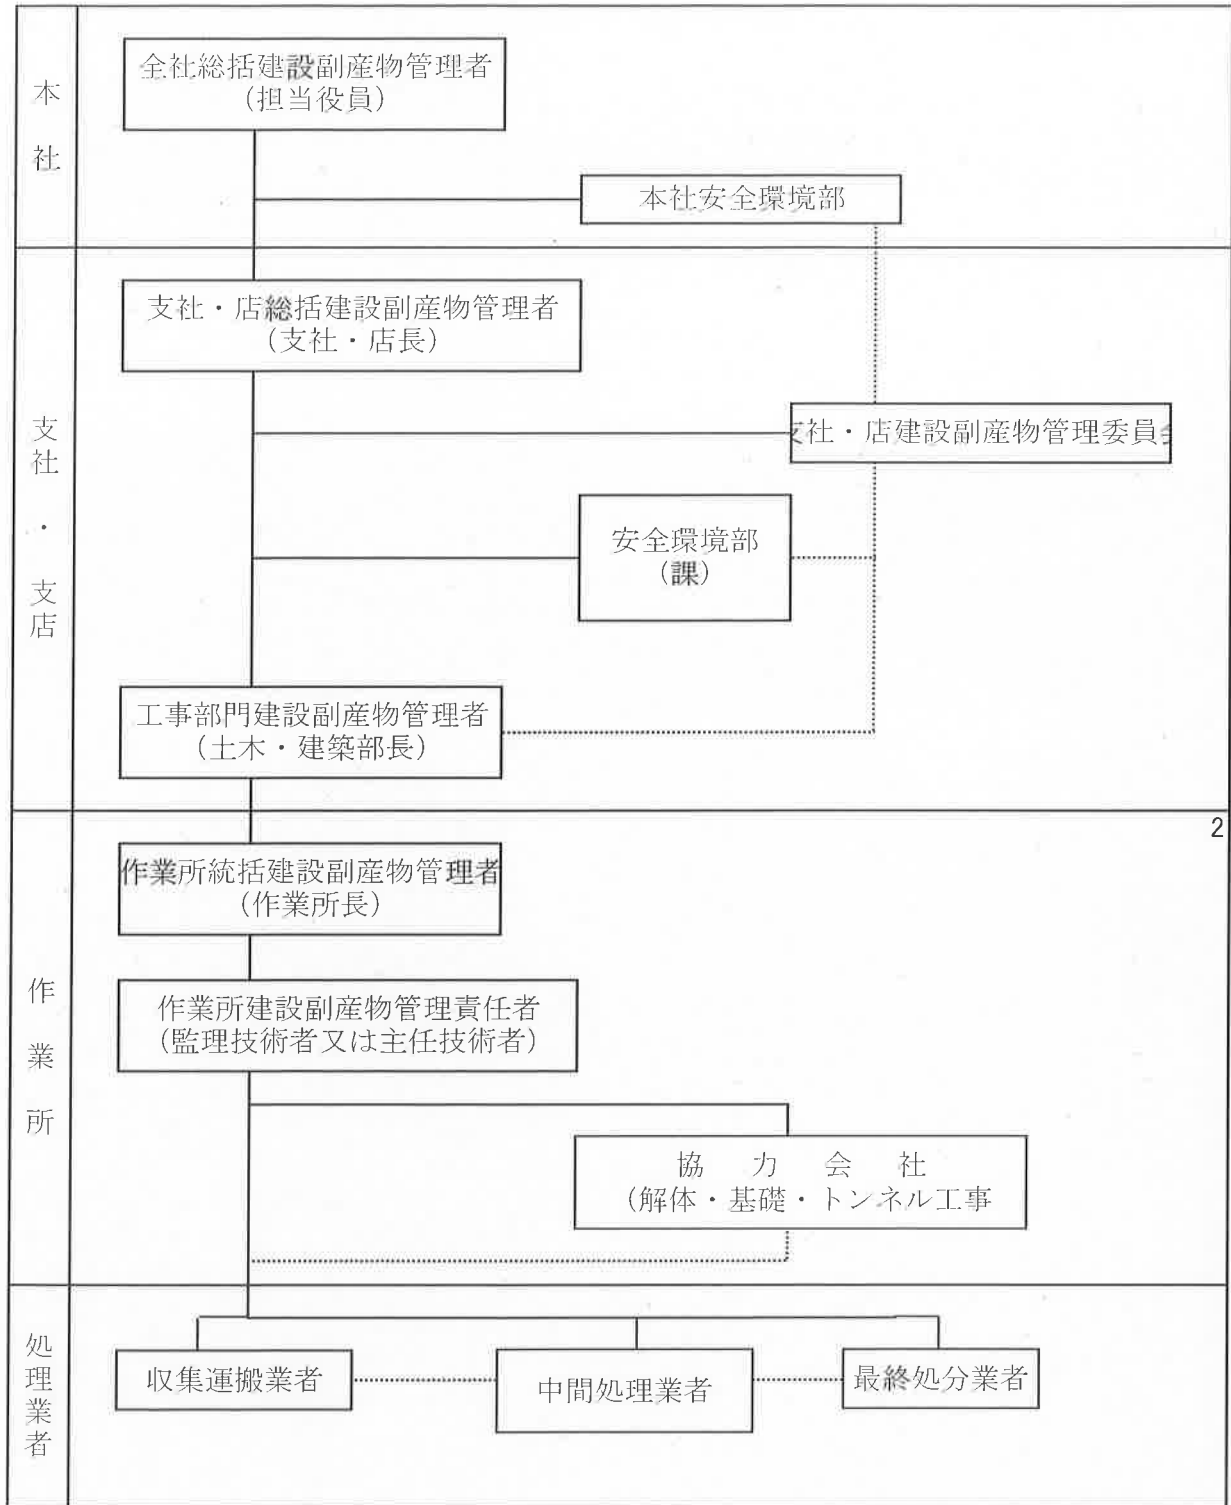 本社
全社総括建設副産物管理者
(担当役員)
本社安全環境部
支社・支店
支社・店総括建設副産物管理者
(支社・店長)
支社・店建設副産物管理委員会
安全環境部
(課)
工事部門建設副産物管理者
(土木・建築部長)
2
作業所
作業所統括建設副産物管理者
(作業所長)
作業所建設副産物管理責任者
(監理技術者又は主任技術者)
協力会社
(解体・基礎・トンネル工事
処理業者
収集運搬業者
中間処理業者
最終処分業者